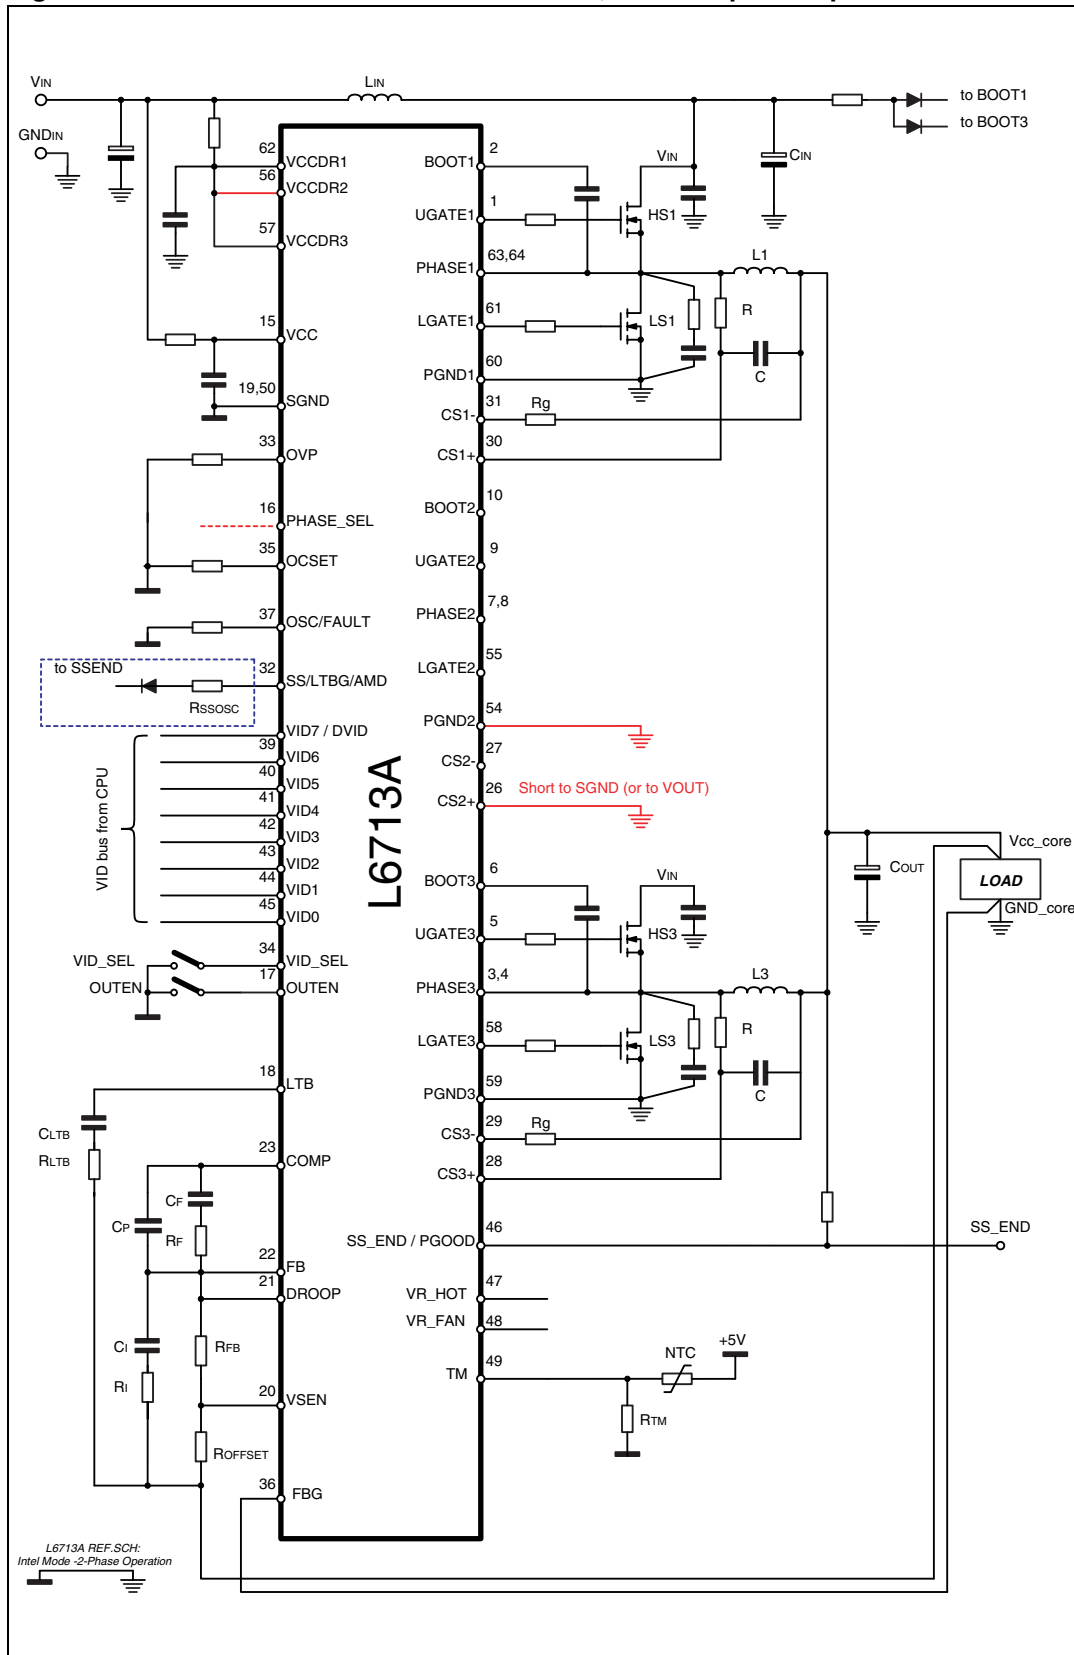 VIN
LIN
to BOOT1
to BOOT3
GNDIN
CIN
62
VCCDR1
56
VCCDR2
57
VCCDR3
15
VCC
19,50
SGND
33
OVP
16
PHASE_SEL
35
OCSET
37
OSC/FAULT
to SSEND
32
SS/LTBG/AMD
RSSOSC
VID bus from CPU
VID7 / DVID
39
VID6
40
VID5
41
VID4
42
VID3
43
VID2
44
VID1
45
VID0
VID_SEL
34
VID_SEL
OUTEN
17
OUTEN
18
LTB
CLTB
RLTB
23
COMP
CF
CP
RF
22
FB
21
DROOP
CI
RFB
RI
20
VSEN
ROFFSET
36
FBG
L6713A
BOOT1
2
VIN
UGATE1
1
HS1
PHASE1
63,64
L1
LGATE1
61
LS1
R
C
PGND1
60
CS1-
31
Rg
CS1+
30
BOOT2
10
UGATE2
9
PHASE2
7,8
LGATE2
55
PGND2
54
CS2-
27
CS2+
26
Short to SGND (or to VOUT)
BOOT3
6
VIN
UGATE3
5
HS3
PHASE3
3,4
L3
LGATE3
58
LS3
R
C
PGND3
59
CS3-
29
Rg
CS3+
28
COUT
Vcc_core
LOAD
GND_core
SS_END / PGOOD
46
SS_END
VR_HOT
47
VR_FAN
48
TM
49
NTC
+5V
RTM
L6713A REF.SCH:
Intel Mode -2-Phase Operation